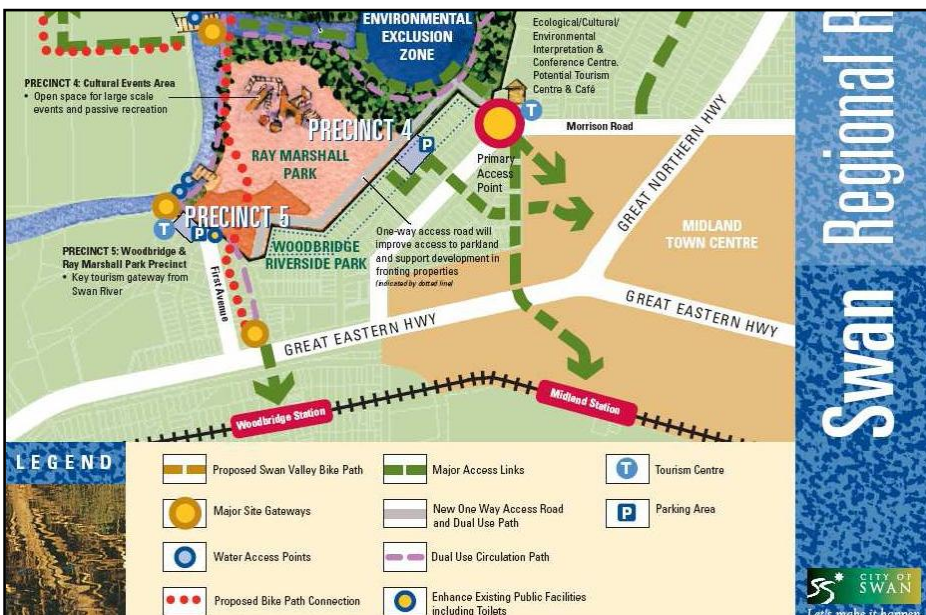 ENVIRONMENTAL
EXCLUSION
ZONE
Ecological/Cultural/
Environmental
Interpretation &
Conference Centre.
Potential Tourism
Centre & Café
PRECINCT 4: Cultural Events Area
• Open space for large scale
events and passive recreation
PRECINCT 4
P
T
Morrison Road
GREAT NORTHERN HWY
RAY MARSHALL
PARK
Primary
Access
Point
PRECINCT 5
T
P
WOODBRIDGE
RIVERSIDE PARK
One-way access road will
improve access to parkland
and support development in
fronting properties
(indicated by dotted line)
MIDLAND
TOWN CENTRE
PRECINCT 5: Woodbridge &
Ray Marshall Park Precinct
• Key tourism gateway from
Swan River
First Avenue
GREAT EASTERN HWY
GREAT EASTERN HWY
Woodbridge Station
Midland Station
LEGEND
Proposed Swan Valley Bike Path
Major Site Gateways
Water Access Points
Proposed Bike Path Connection
Major Access Links
New One Way Access Road
and Dual Use Path
Dual Use Circulation Path
Enhance Existing Public Facilities
including Toilets
T
Tourism Centre
P
Parking Area
Swan Regional R
CITY OF
SWAN
Let's make it happen